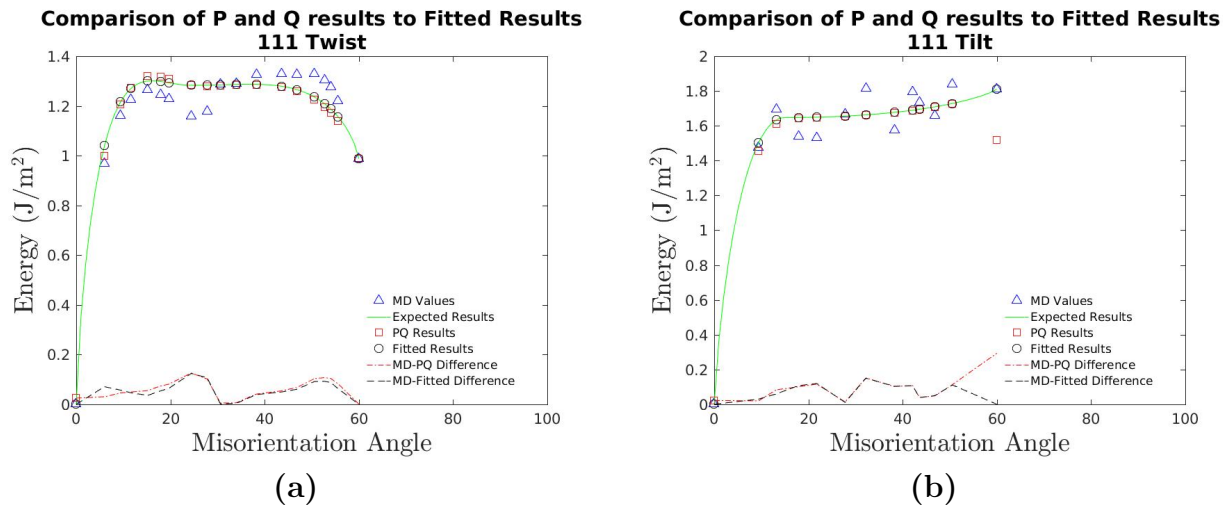 Comparison of P and Q results to Fitted Results
111 Twist
1.4
1.2
1
0.8
0.6
0.4
0.2
0
Energy (J/m²)
MD Values
Expected Results
PQ Results
Fitted Results
MD-PQ Difference
MD-Fitted Difference
0 20 40 60 80 100
Misorientation Angle
(a)
Comparison of P and Q results to Fitted Results
111 Tilt
2
1.8
1.6
1.4
1.2
1
0.8
0.6
0.4
0.2
0
Energy (J/m²)
MD Values
Expected Results
PQ Results
Fitted Results
MD-PQ Difference
MD-Fitted Difference
0 20 40 60 80 100
Misorientation Angle
(b)